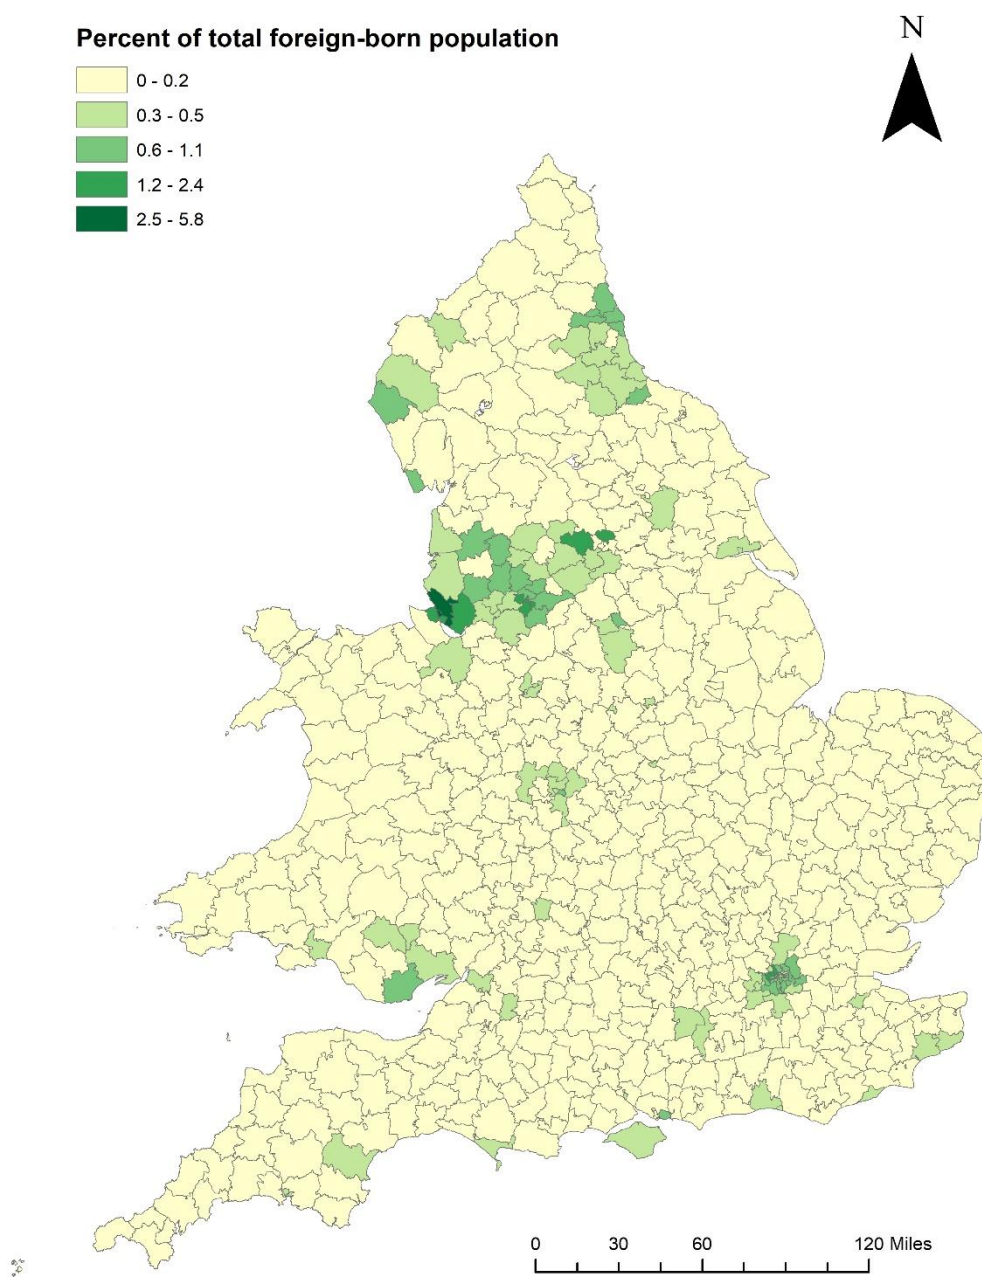 Percent of total foreign-born population
N
0 - 0.2
0.3 - 0.5
0.6 - 1.1
1.2 - 2.4
2.5 - 5.8
0 30 60 120 Miles